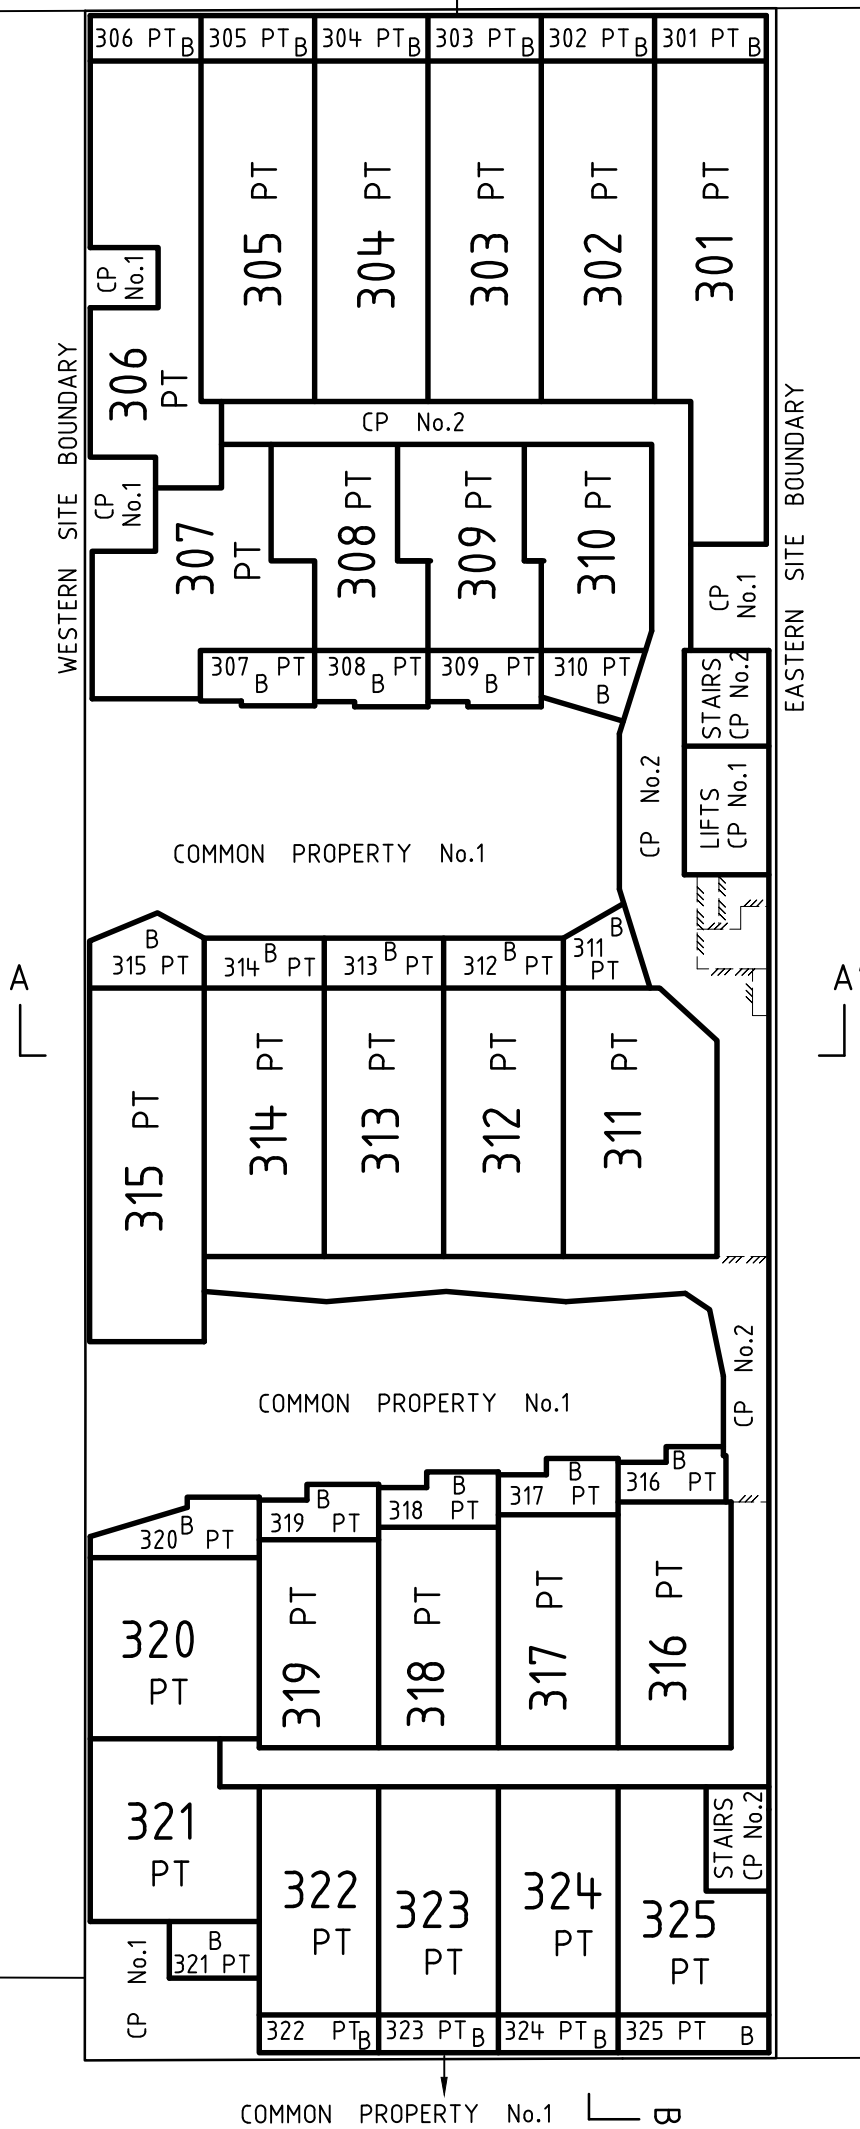 306 PT B
305 PT B
304 PT B
303 PT B
302 PT B
301 PT B
305 PT
304 PT
303 PT
302 PT
301 PT
CP
No.1
306
PT
WESTERN SITE BOUNDARY
EASTERN SITE BOUNDARY
CP No.2
CP
No.1
307
PT
308 PT
309 PT
310 PT
CP
No.1
307 PT
B
308 PT
B
309 PT
B
310 PT
B
STAIRS
CP No.2
LIFTS
CP No.1
CP No.2
COMMON PROPERTY No.1
B
315 PT
314 B PT
313 B PT
312 B PT
B
311
PT
A
A'
315 PT
314 PT
313 PT
312 PT
311 PT
CP No.2
COMMON PROPERTY No.1
B
316 PT
B
317 PT
B
318 PT
B
319 PT
B
320 PT
320
PT
319 PT
318 PT
317 PT
316 PT
321
PT
322
PT
323
PT
324
PT
325
PT
STAIRS
CP No.2
CP No.1
B
321 PT
322 PT B
323 PT B
324 PT B
325 PT B
COMMON PROPERTY No.1
B